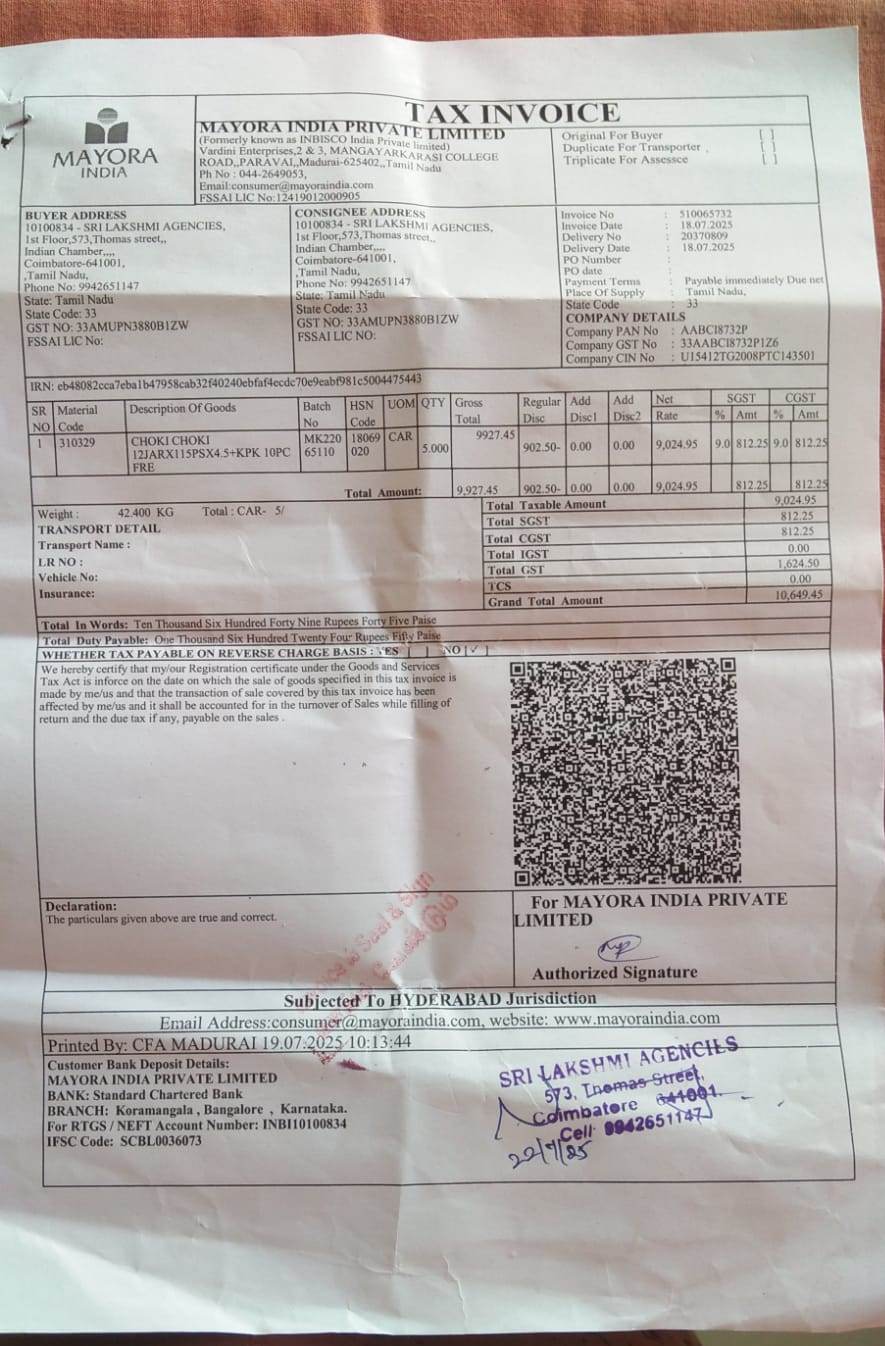 TAX INVOICE
MAYORA
INDIA
MAYORA INDIA PRIVATE LIMITED
(Formerly known as INBISCO India Private limited)
Vardini Enterprises,2 & 3, MANGAYARKARASI COLLEGE
ROAD,,PARAVAI,,Madurai-625402,,Tamil Nadu
Ph No : 044-2649053,
Email:consumer@mayoraindia.com
FSSAI LIC No:12419012000905
Original For Buyer [ ]
Duplicate For Transporter . [ ]
Triplicate For Assessce [ ]
BUYER ADDRESS
10100834 - SRI LAKSHMI AGENCIES,
1st Floor,573,Thomas street,,
Indian Chamber,,,,
Coimbatore-641001,
,Tamil Nadu,
Phone No: 9942651147
State: Tamil Nadu
State Code: 33
GST NO: 33AMUPN3880B1ZW
FSSAI LIC No:
CONSIGNEE ADDRESS
10100834 - SRI LAKSHMI AGENCIES,
1st Floor,573,Thomas street,,
Indian Chamber,,,,
Coimbatore-641001,
,Tamil Nadu,
Phone No: 9942651147
State: Tamil Nadu
State Code: 33
GST NO: 33AMUPN3880B1ZW
FSSAI LIC NO:
Invoice No : 510065732
Invoice Date : 18.07.2025
Delivery No : 20370809
Delivery Date : 18.07.2025
PO Number :
PO date :
Payment Terms : Payable immediately Due net
Place Of Supply : Tamil Nadu,
State Code : 33
COMPANY DETAILS
Company PAN No : AABCI8732P
Company GST No : 33AABCI8732P1Z6
Company CIN No : U15412TG2008PTC143501
IRN: eb48082cca7eba1b47958cab32f40240ebfaf4ecdc70e9eabf981c5004475443
SR Material Description Of Goods Batch HSN UOM QTY Gross Regular Add Add Net SGST CGST
NO Code No Code Total Disc Disc1 Disc2 Rate % Amt % Amt
1 310329 CHOKI CHOKI MK220 18069 CAR 5.000 9927.45 902.50- 0.00 0.00 9,024.95 9.0 812.25 9.0 812.25
12JARX115PSX4.5+KPK 10PC 65110 020
FRE
Total Amount: 9,927.45 902.50- 0.00 0.00 9,024.95 812.25 812.25
Weight : 42.400 KG Total : CAR- 5/
TRANSPORT DETAIL
Transport Name :
LR NO :
Vehicle No:
Insurance:
Total Taxable Amount 9,024.95
Total SGST 812.25
Total CGST 812.25
Total IGST 0.00
Total GST 1,624.50
TCS 0.00
Grand Total Amount 10,649.45
Total In Words: Ten Thousand Six Hundred Forty Nine Rupees Forty Five Paise
Total Duty Payable: One Thousand Six Hundred Twenty Four Rupees Fifty Paise
WHETHER TAX PAYABLE ON REVERSE CHARGE BASIS : YES [ ] NO [✓ ]
We hereby certify that my/our Registration certificate under the Goods and Services
Tax Act is inforce on the date on which the sale of goods specified in this tax invoice is
made by me/us and that the transaction of sale covered by this tax invoice has been
affected by me/us and it shall be accounted for in the turnover of Sales while filling of
return and the due tax if any, payable on the sales .
Declaration:
The particulars given above are true and correct.
For MAYORA INDIA PRIVATE
LIMITED
Authorized Signature
Subjected To HYDERABAD Jurisdiction
Email Address:consumer@mayoraindia.com, website: www.mayoraindia.com
Printed By: CFA MADURAI 19.07.2025 10:13:44
Customer Bank Deposit Details:
MAYORA INDIA PRIVATE LIMITED
BANK: Standard Chartered Bank
BRANCH: Koramangala , Bangalore , Karnataka.
For RTGS / NEFT Account Number: INBI10100834
IFSC Code: SCBL0036073
SRI LAKSHMI AGENCIES
573, Thomas Street,
Coimbatore 641001.
Cell: 9942651147
22/7/25
Seal & Sign